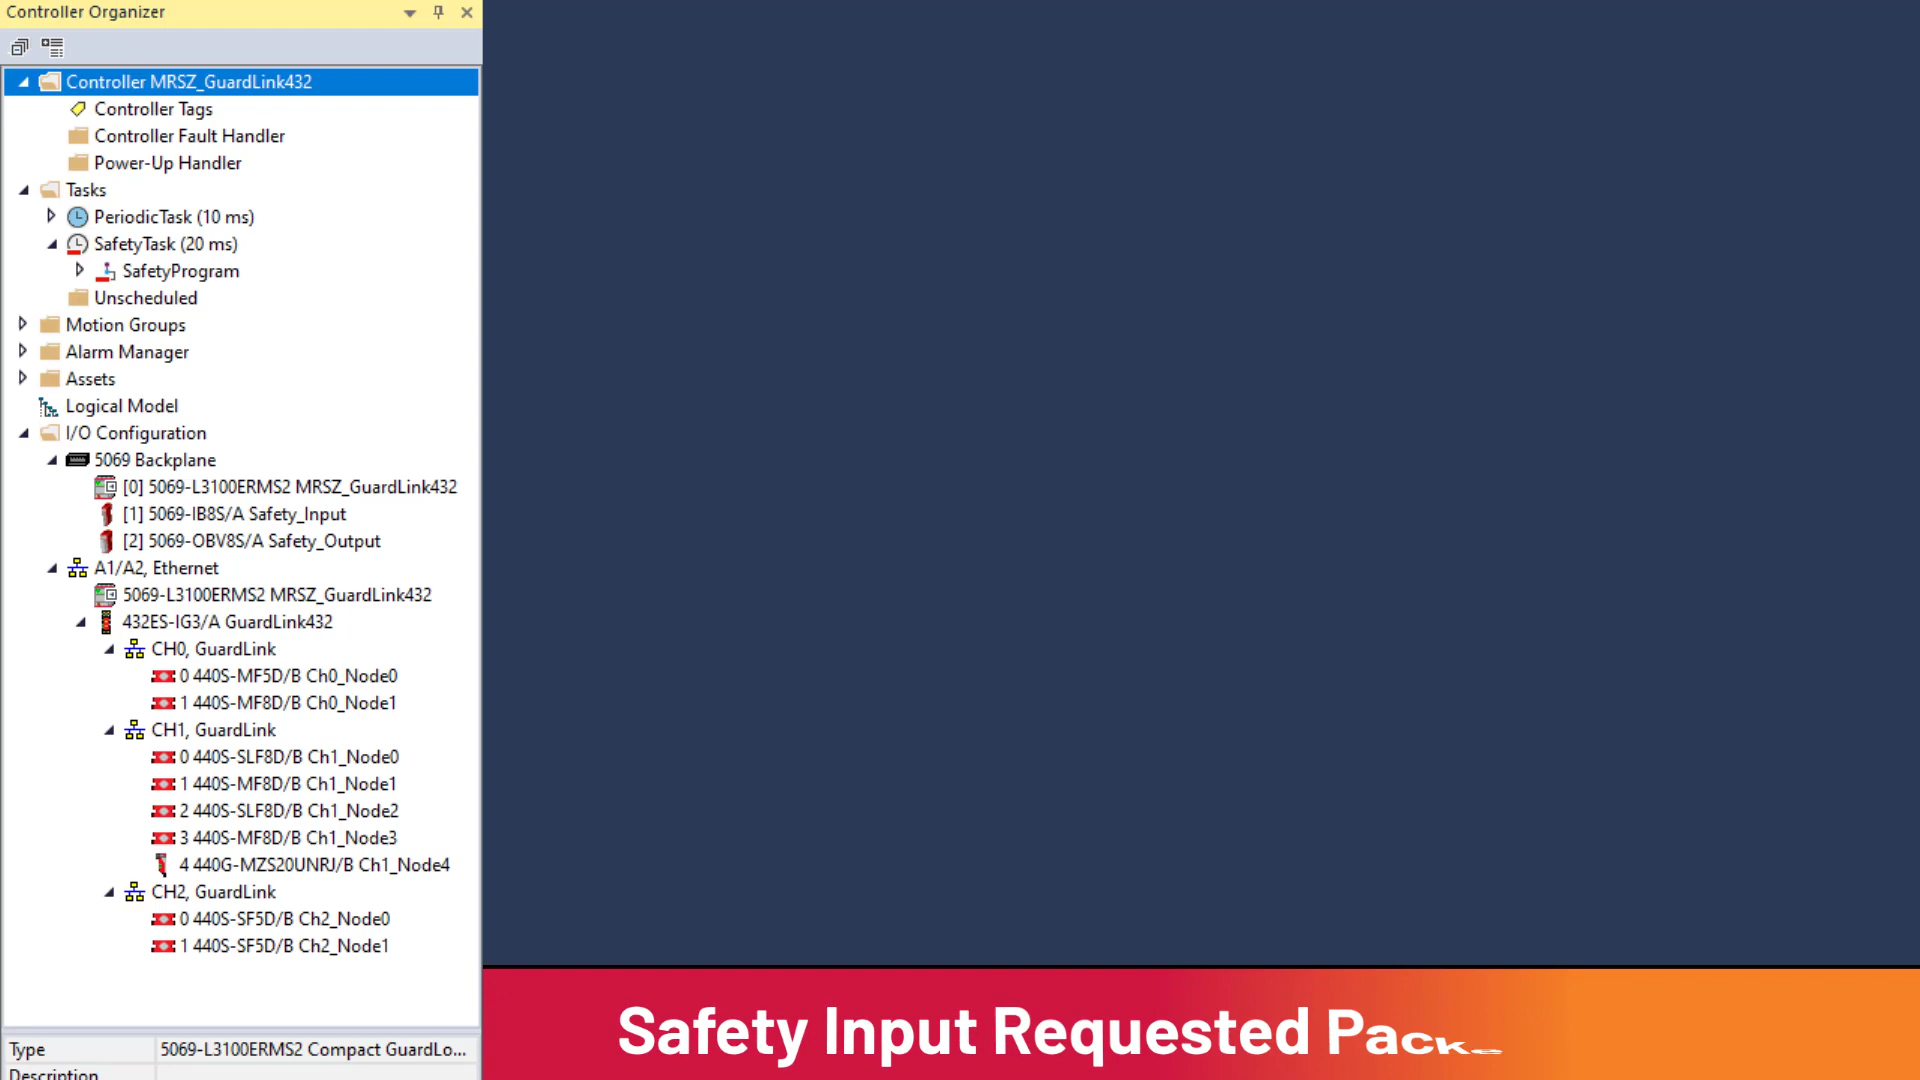 Controller Organizer
Controller MRSZ_GuardLink432
Controller Tags
Controller Fault Handler
Power-Up Handler
Tasks
PeriodicTask (10 ms)
SafetyTask (20 ms)
SafetyProgram
Unscheduled
Motion Groups
Alarm Manager
Assets
Logical Model
I/O Configuration
5069 Backplane
[0] 5069-L3100ERMS2 MRSZ_GuardLink432
[1] 5069-IB8S/A Safety_Input
[2] 5069-OBV8S/A Safety_Output
A1/A2, Ethernet
5069-L3100ERMS2 MRSZ_GuardLink432
432ES-IG3/A GuardLink432
CH0, GuardLink
0 440S-MF5D/B Ch0_Node0
1 440S-MF8D/B Ch0_Node1
CH1, GuardLink
0 440S-SLF8D/B Ch1_Node0
1 440S-MF8D/B Ch1_Node1
2 440S-SLF8D/B Ch1_Node2
3 440S-MF8D/B Ch1_Node3
4 440G-MZS20UNRJ/B Ch1_Node4
CH2, GuardLink
0 440S-SF5D/B Ch2_Node0
1 440S-SF5D/B Ch2_Node1
Type 5069-L3100ERMS2 Compact GuardLo...
Description
Safety Input Requested